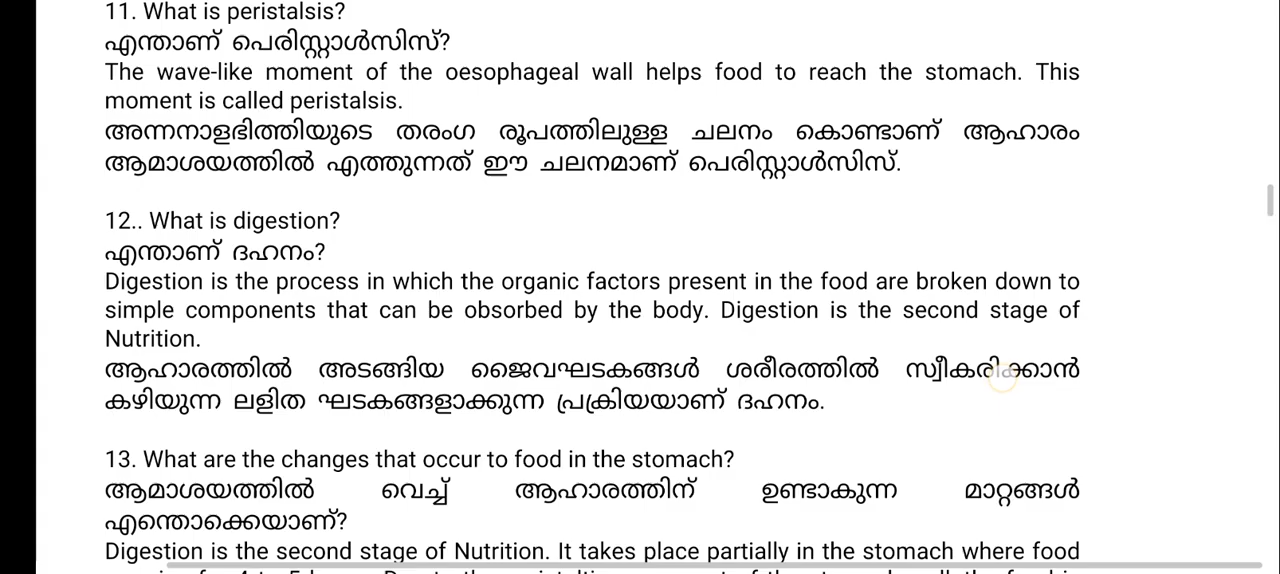 11. What is peristalsis?
എന്താണ് പെരിസ്റ്റാൾസിസ്?
The wave-like moment of the oesophageal wall helps food to reach the stomach. This
moment is called peristalsis.
അന്നനാളഭിത്തിയുടെ തരംഗ രൂപത്തിലുള്ള ചലനം കൊണ്ടാണ് ആഹാരം
ആമാശയത്തിൽ എത്തുന്നത് ഈ ചലനമാണ് പെരിസ്റ്റാൾസിസ്.
12.. What is digestion?
എന്താണ് ദഹനം?
Digestion is the process in which the organic factors present in the food are broken down to
simple components that can be obsorbed by the body. Digestion is the second stage of
Nutrition.
ആഹാരത്തിൽ അടങ്ങിയ ജൈവഘടകങ്ങൾ ശരീരത്തിൽ സ്വീകരിക്കാൻ
കഴിയുന്ന ലളിത ഘടകങ്ങളാക്കുന്ന പ്രക്രിയയാണ് ദഹനം.
13. What are the changes that occur to food in the stomach?
ആമാശയത്തിൽ വെച്ച് ആഹാരത്തിന് ഉണ്ടാകുന്ന മാറ്റങ്ങൾ
എന്തൊക്കെയാണ്?
Digestion is the second stage of Nutrition. It takes place partially in the stomach where food